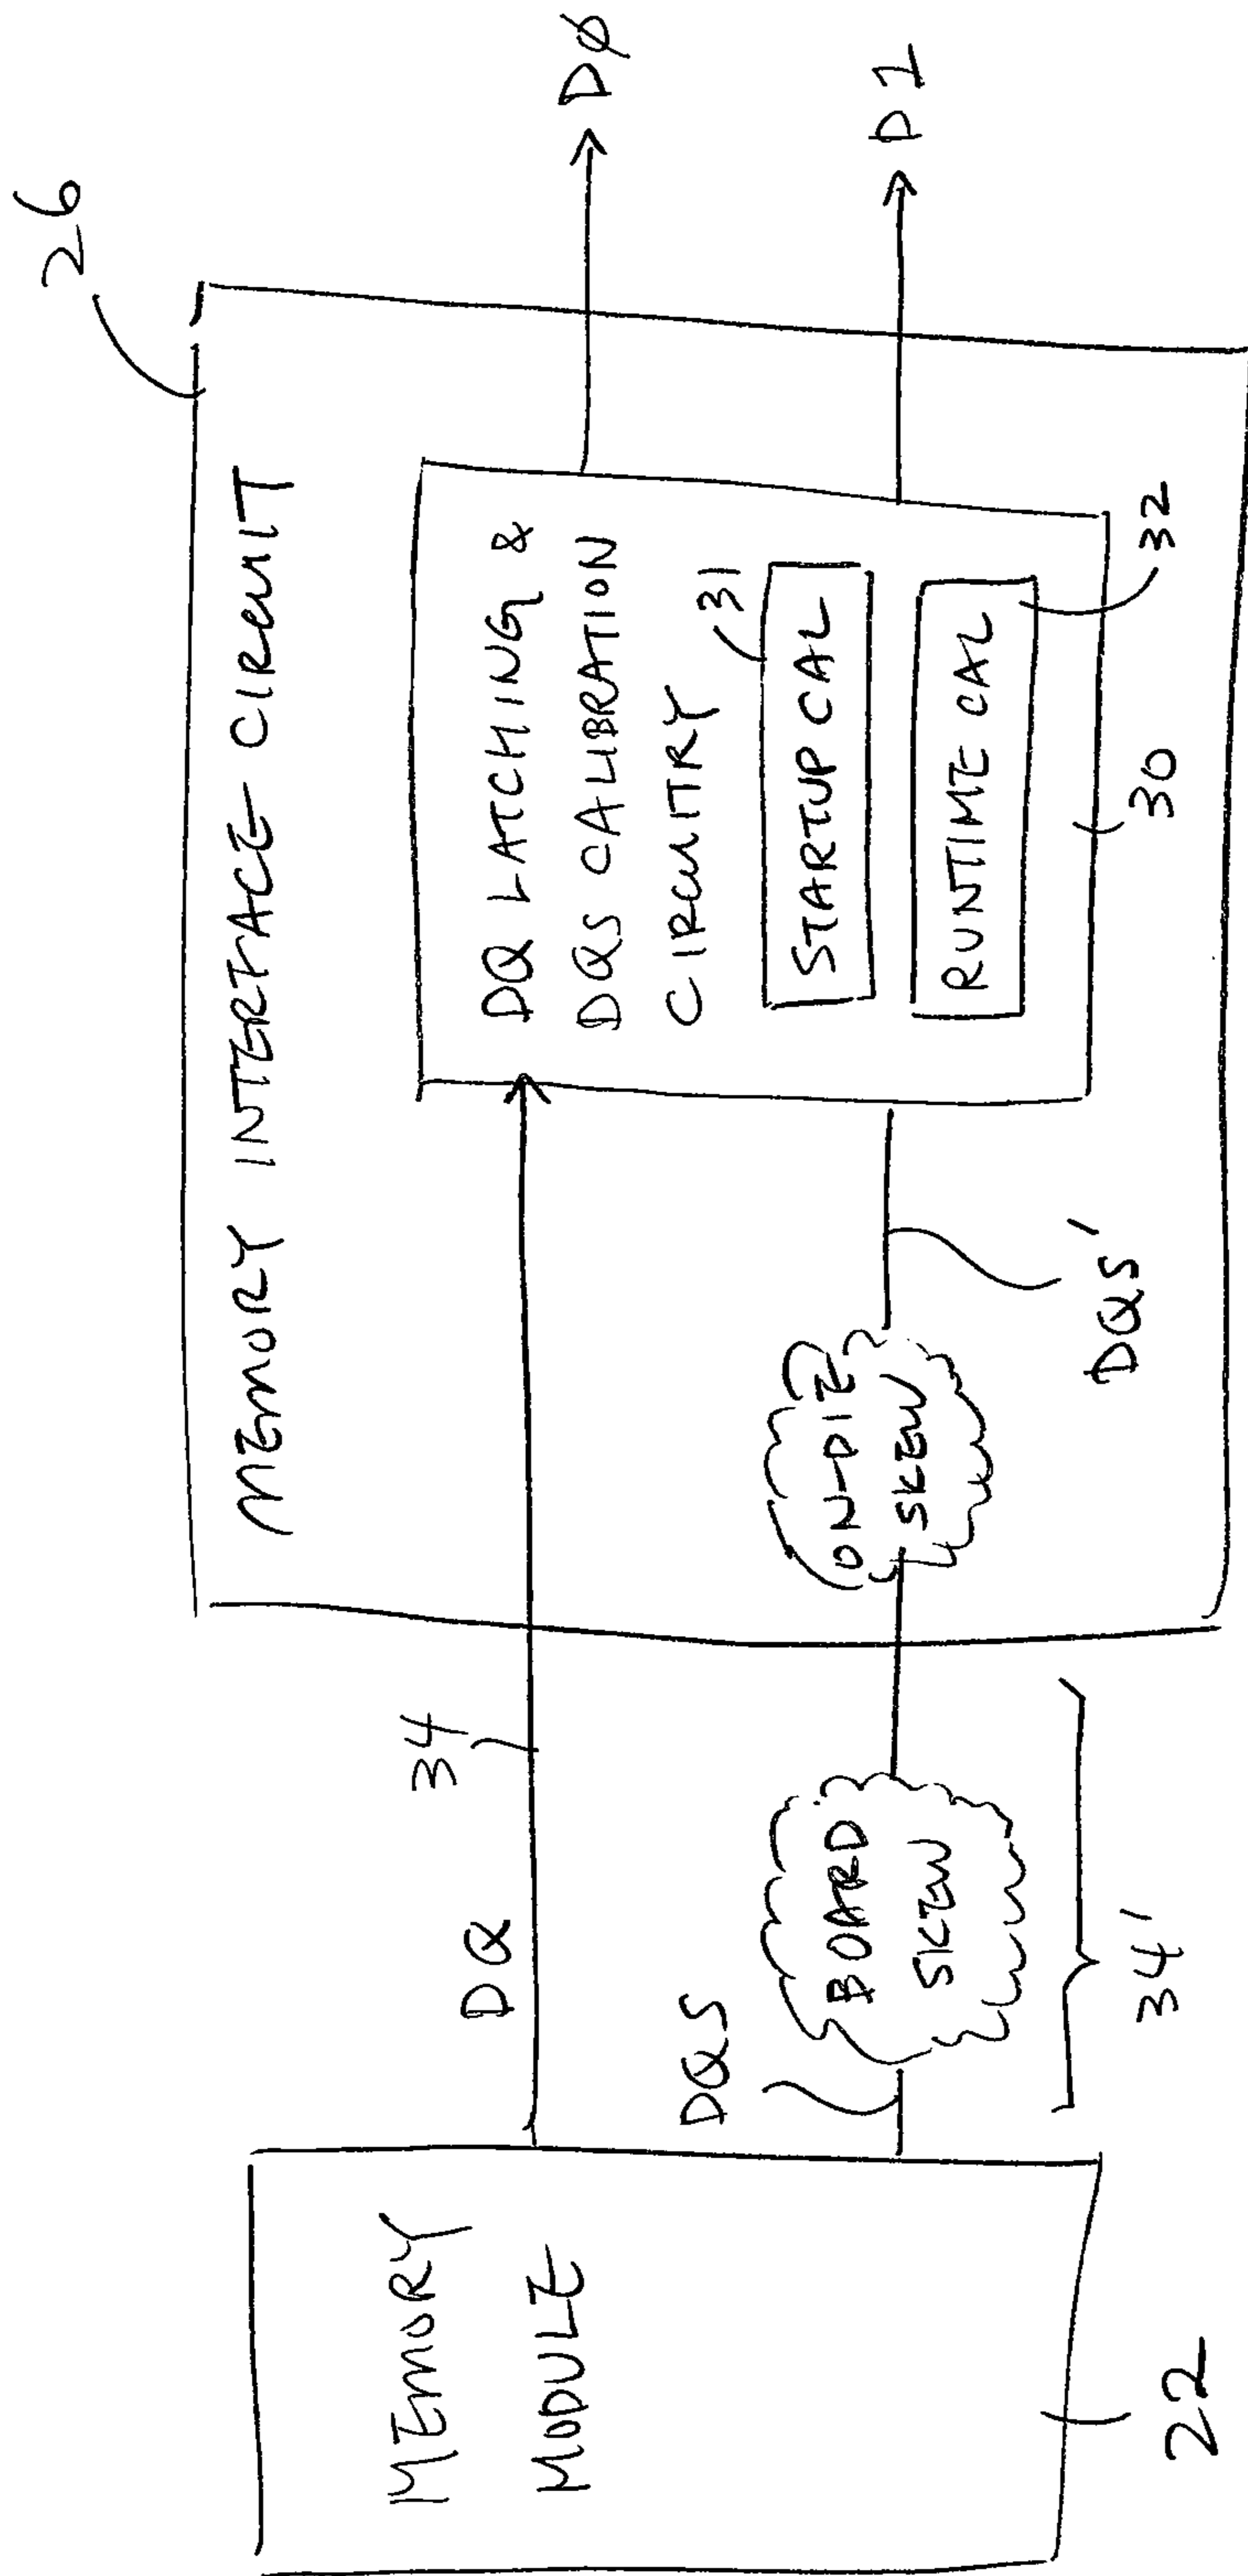 26
MEMORY INTERFACE CIRCUIT
MEMORY
MODULE
22
DQ
34
DQS
BOARD
SKEW
34'
ON-DIE
SKEW
DQS'
DQ LATCHING &
DQS CALIBRATION
CIRCUITRY
31
STARTUP CAL
RUNTIME CAL
32
30
DØ
D1